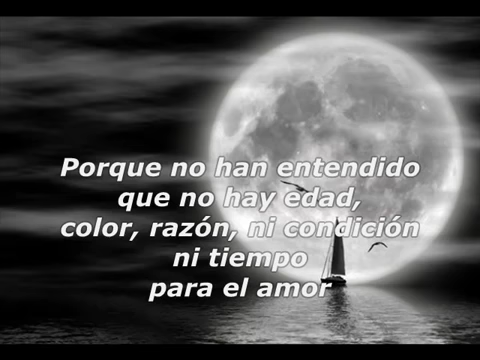 Porque no han entendido
que no hay edad,
color, razón, ni condición
ni tiempo
para el amor